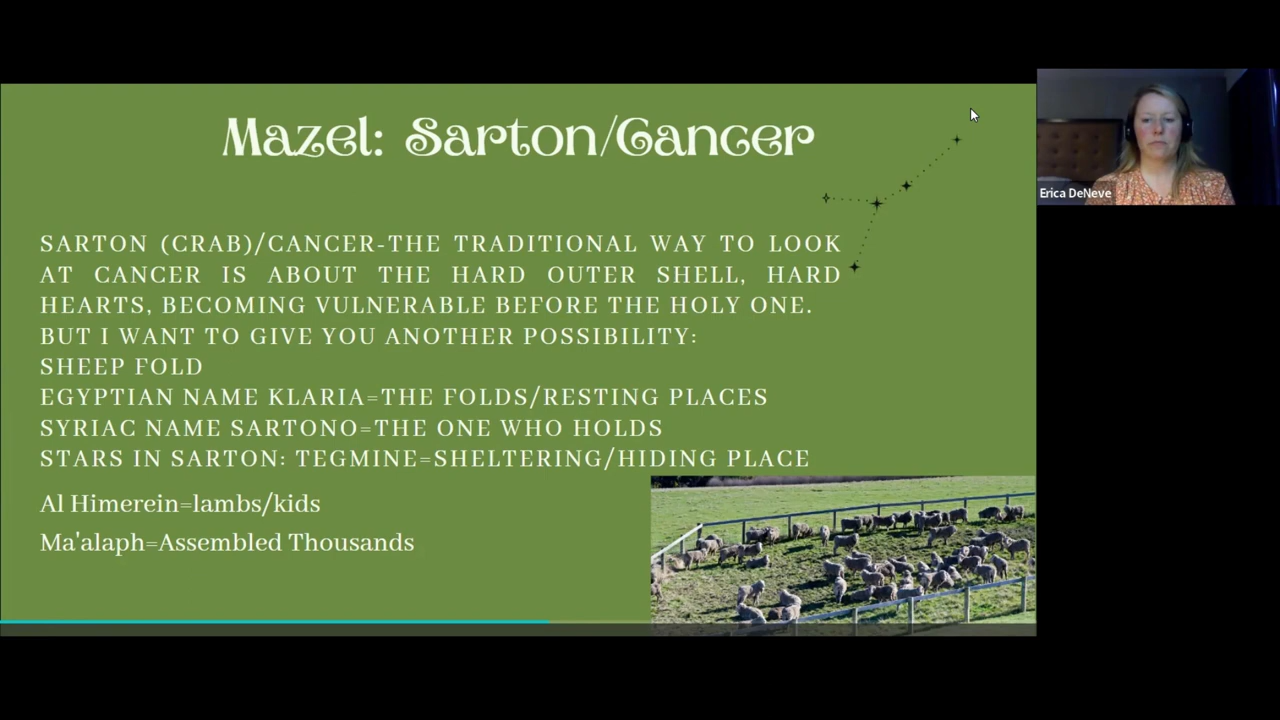 Mazel: Sarton/Cancer
SARTON (CRAB)/CANCER-THE TRADITIONAL WAY TO LOOK
AT CANCER IS ABOUT THE HARD OUTER SHELL, HARD
HEARTS, BECOMING VULNERABLE BEFORE THE HOLY ONE.
BUT I WANT TO GIVE YOU ANOTHER POSSIBILITY:
SHEEP FOLD
EGYPTIAN NAME KLARIA=THE FOLDS/RESTING PLACES
SYRIAC NAME SARTONO=THE ONE WHO HOLDS
STARS IN SARTON: TEGMINE=SHELTERING/HIDING PLACE
Al Himerein=lambs/kids
Ma'alaph=Assembled Thousands
Erica DeNeve